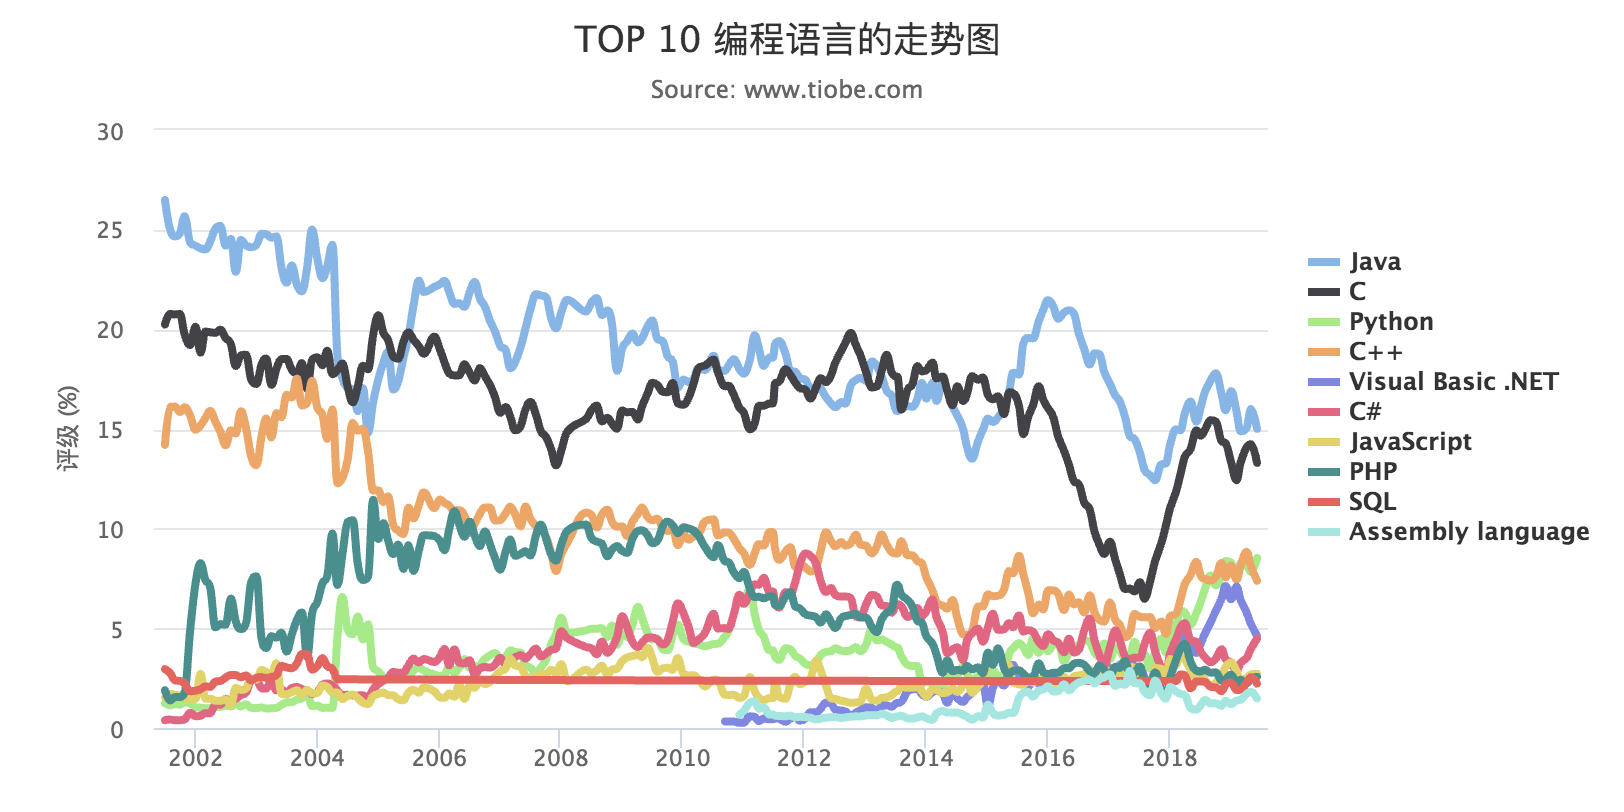 TOP 10 编程语言的走势图
Source: www.tiobe.com
评级 (%)
30
25
20
15
10
5
0
2002 2004 2006 2008 2010 2012 2014 2016 2018
Java
C
Python
C++
Visual Basic .NET
C#
JavaScript
PHP
SQL
Assembly language